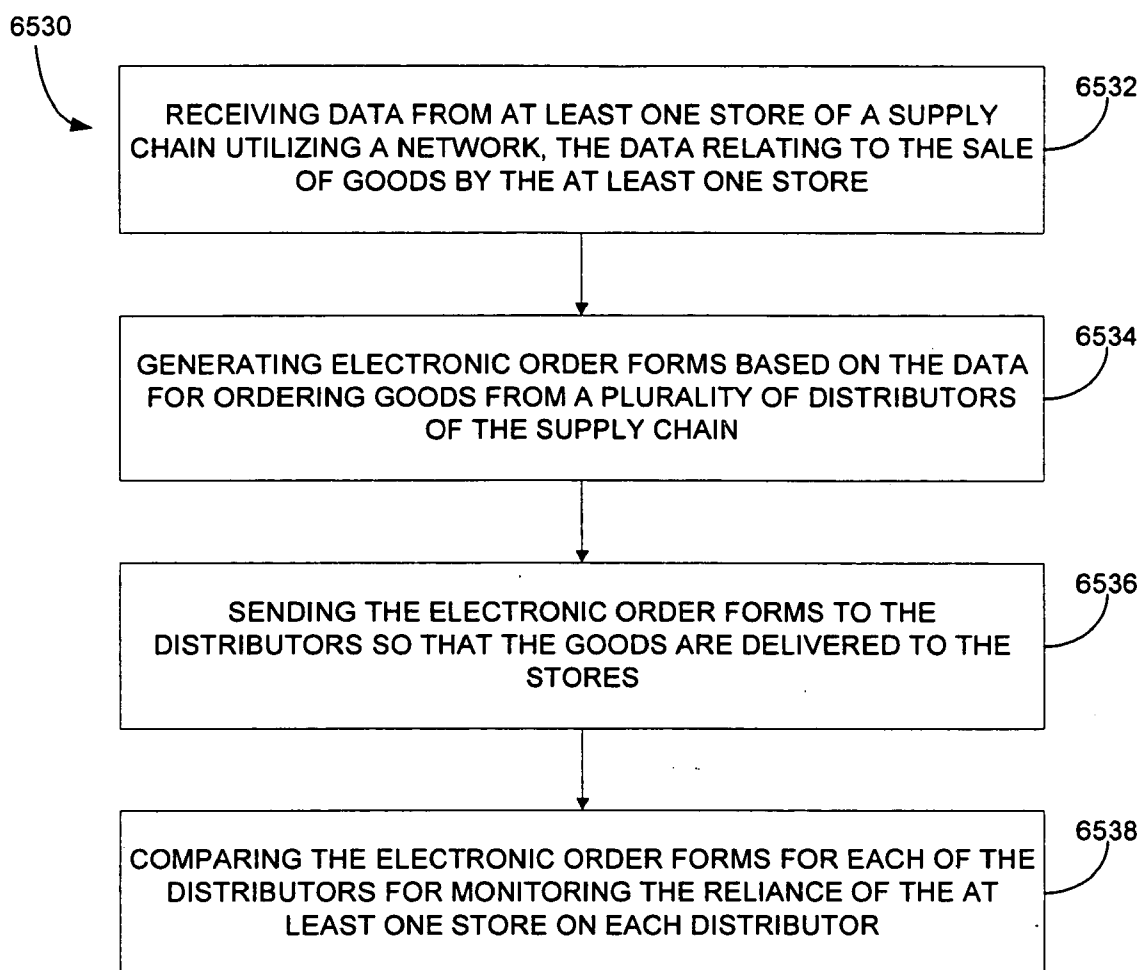 6530
RECEIVING DATA FROM AT LEAST ONE STORE OF A SUPPLY
CHAIN UTILIZING A NETWORK, THE DATA RELATING TO THE SALE
OF GOODS BY THE AT LEAST ONE STORE
6532
GENERATING ELECTRONIC ORDER FORMS BASED ON THE DATA
FOR ORDERING GOODS FROM A PLURALITY OF DISTRIBUTORS
OF THE SUPPLY CHAIN
6534
SENDING THE ELECTRONIC ORDER FORMS TO THE
DISTRIBUTORS SO THAT THE GOODS ARE DELIVERED TO THE
STORES
6536
COMPARING THE ELECTRONIC ORDER FORMS FOR EACH OF THE
DISTRIBUTORS FOR MONITORING THE RELIANCE OF THE AT
LEAST ONE STORE ON EACH DISTRIBUTOR
6538